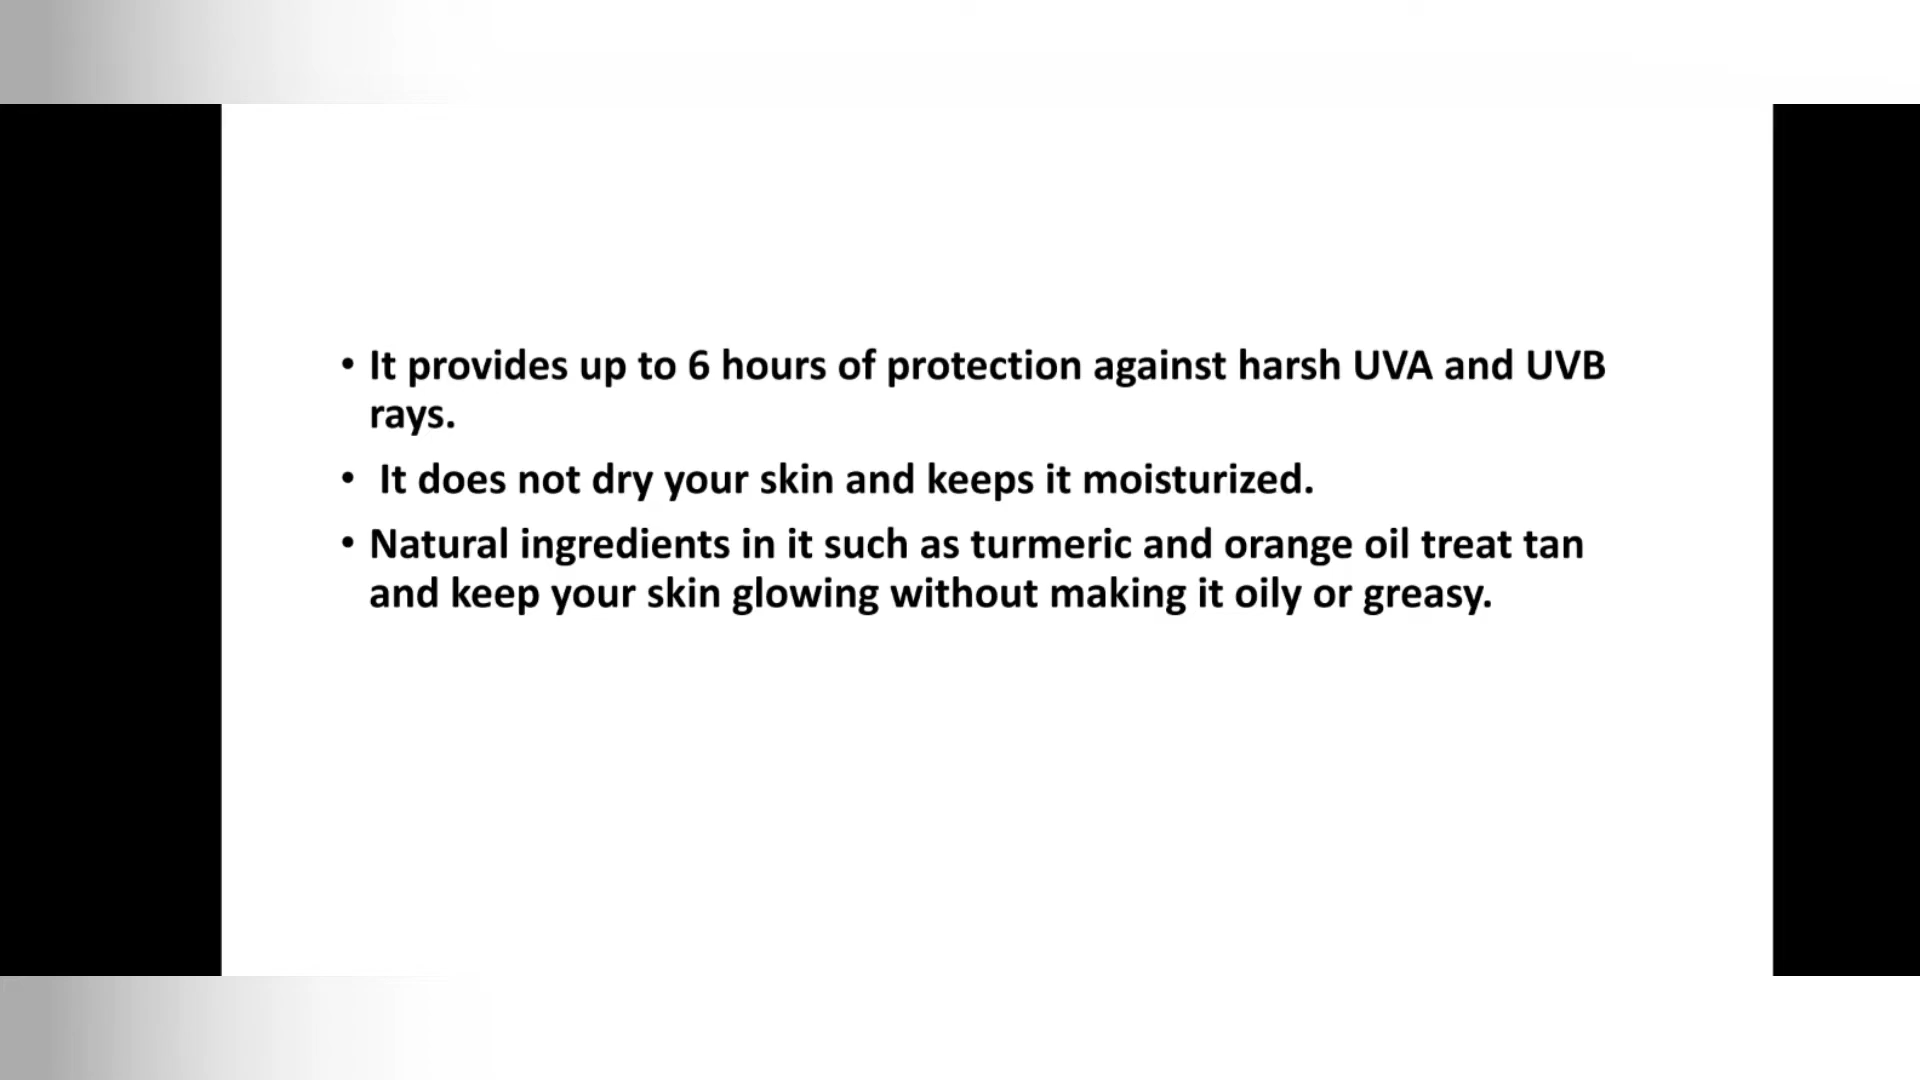 • It provides up to 6 hours of protection against harsh UVA and UVB
rays.
• It does not dry your skin and keeps it moisturized.
• Natural ingredients in it such as turmeric and orange oil treat tan
and keep your skin glowing without making it oily or greasy.